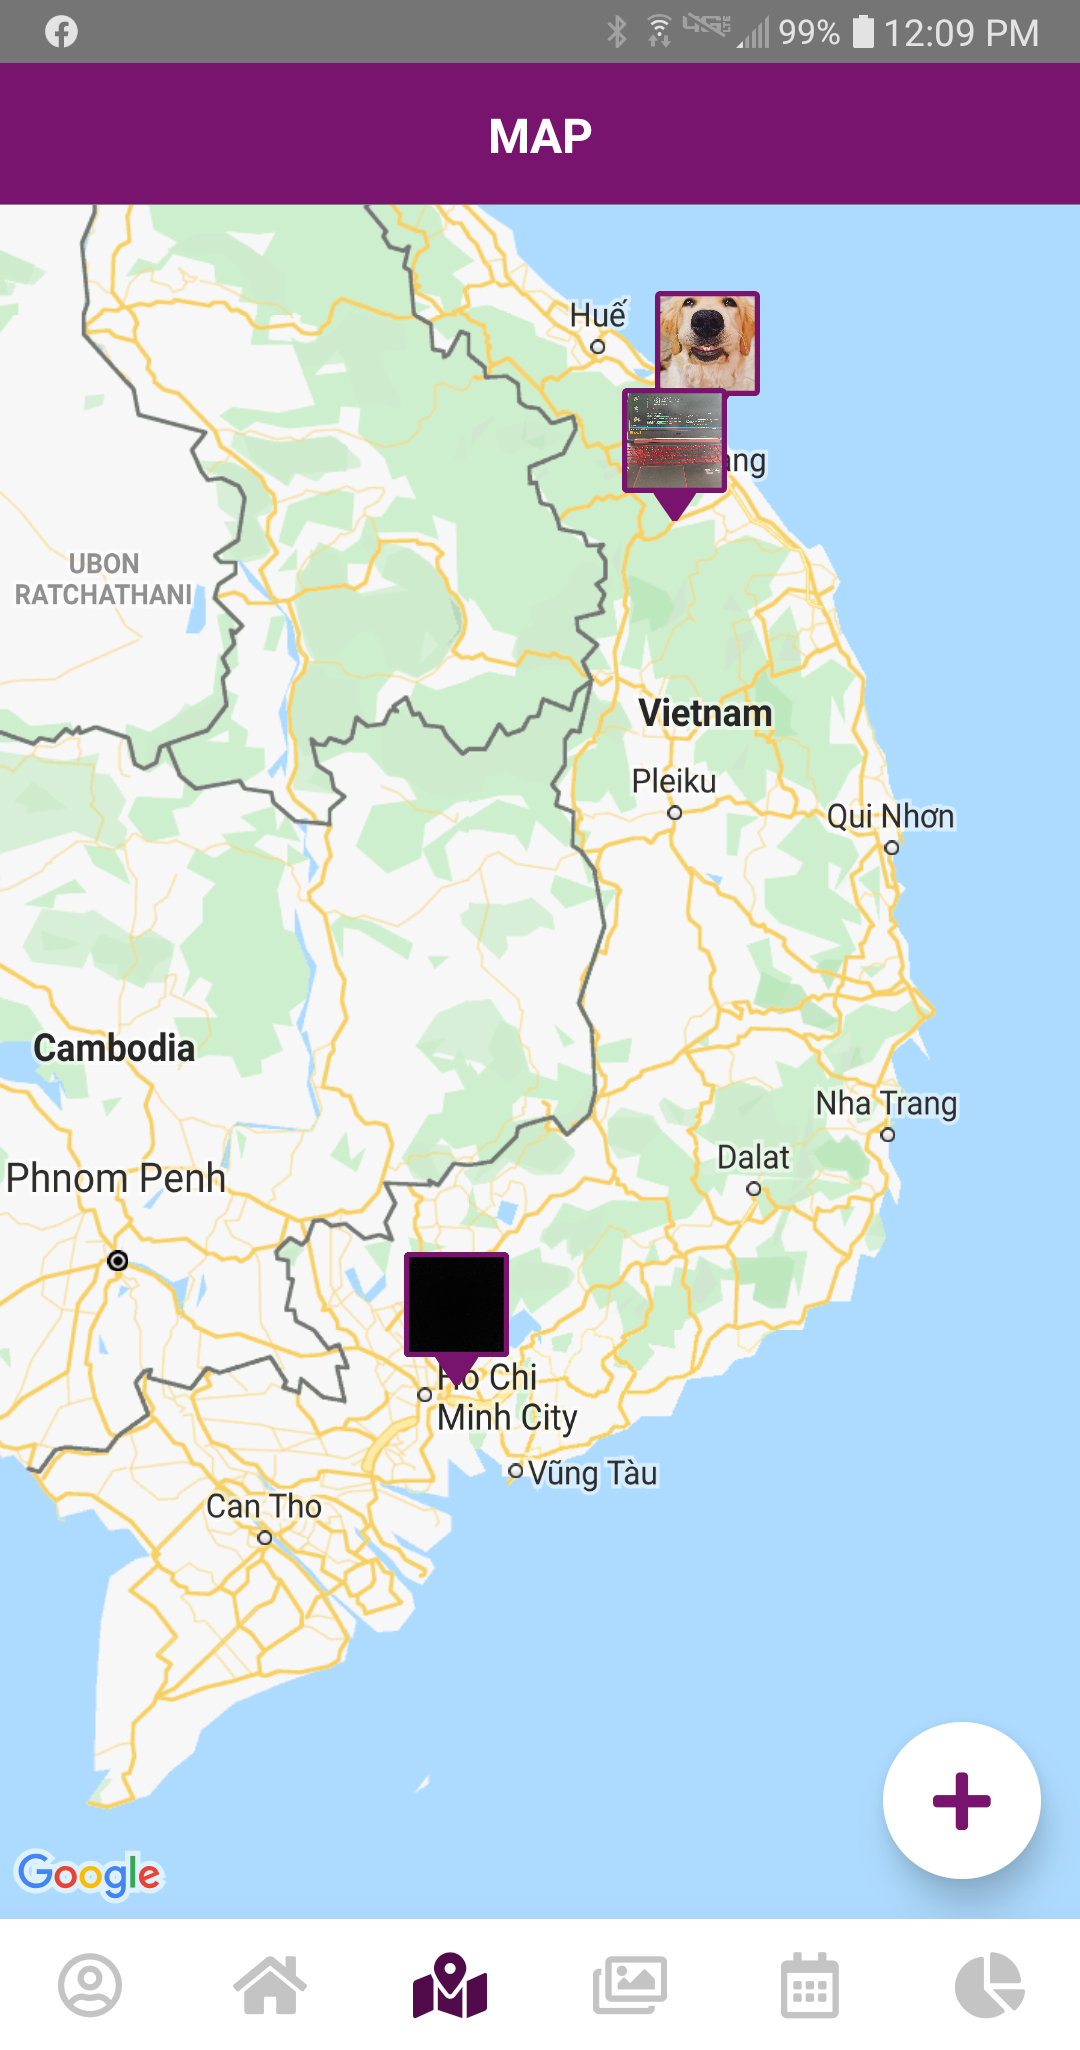 99% 12:09 PM
MAP
Huế
ang
UBON
RATCHATHANI
Vietnam
Pleiku
Qui Nhơn
Cambodia
Nha Trang
Dalat
Phnom Penh
Ho Chi
Minh City
Vũng Tàu
Can Tho
Google